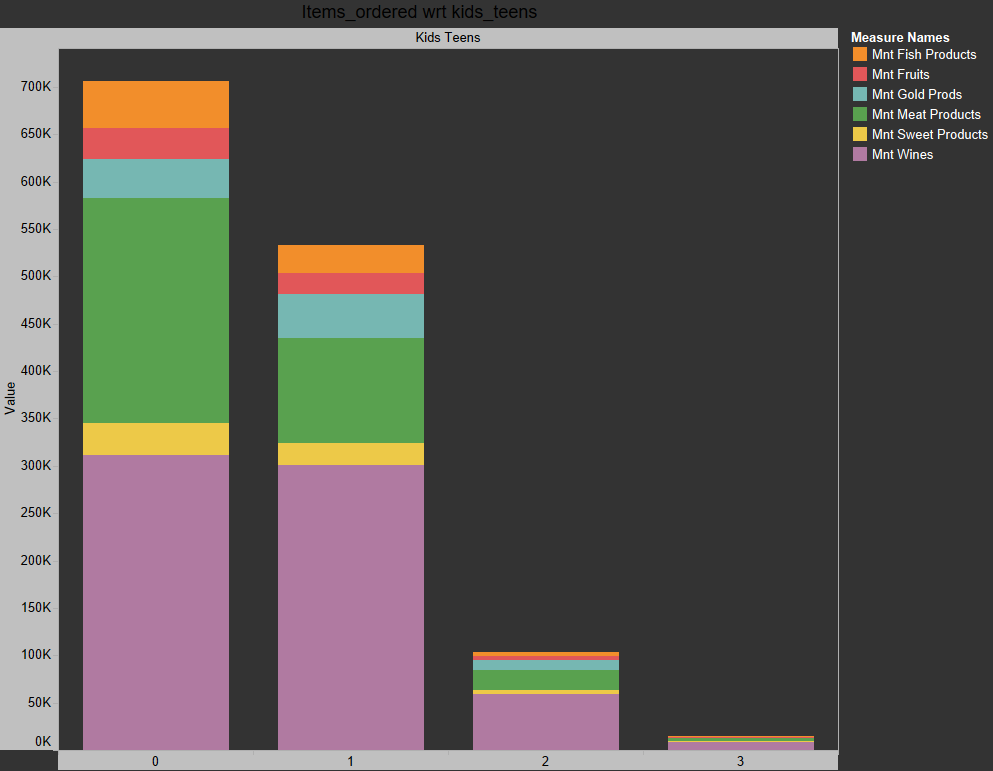 Items_ordered wrt kids_teens
Kids Teens
Measure Names
Mnt Fish Products
Mnt Fruits
Mnt Gold Prods
Mnt Meat Products
Mnt Sweet Products
Mnt Wines
Value
700K
650K
600K
550K
500K
450K
400K
350K
300K
250K
200K
150K
100K
50K
0K
0 1 2 3